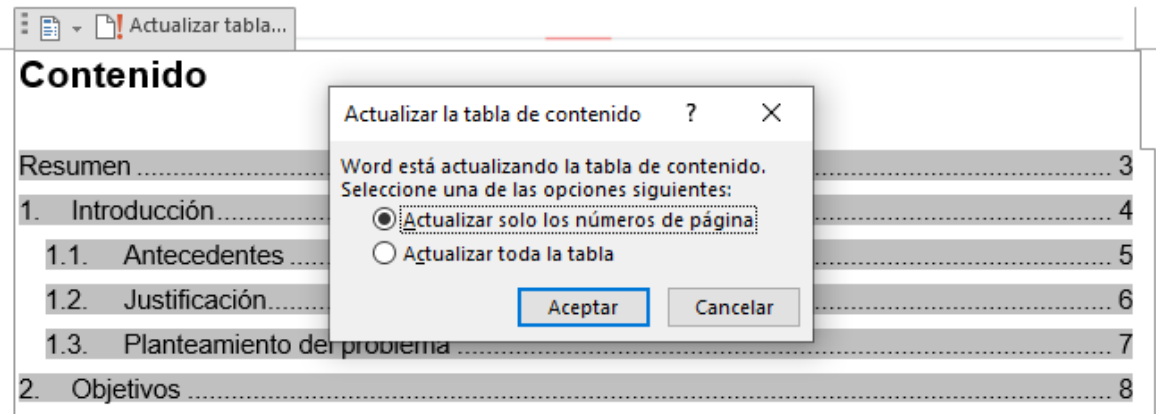 Actualizar tabla...
Contenido
Actualizar la tabla de contenido ?
Word está actualizando la tabla de contenido.
Seleccione una de las opciones siguientes:
Actualizar solo los números de página
Actualizar toda la tabla
Aceptar Cancelar
Resumen 3
1. Introducción 4
1.1. Antecedentes 5
1.2. Justificación 6
1.3. Planteamiento del problema 7
2. Objetivos 8